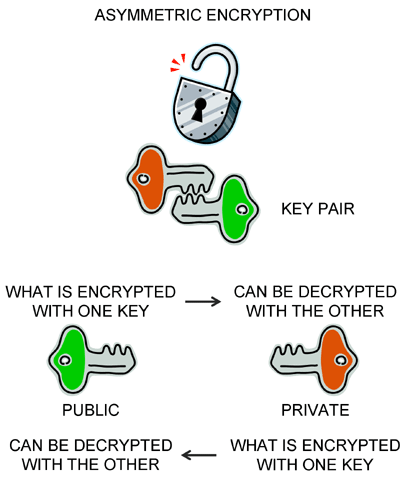 ASYMMETRIC ENCRYPTION
KEY PAIR
WHAT IS ENCRYPTED
WITH ONE KEY
CAN BE DECRYPTED
WITH THE OTHER
PUBLIC
PRIVATE
CAN BE DECRYPTED
WITH THE OTHER
WHAT IS ENCRYPTED
WITH ONE KEY